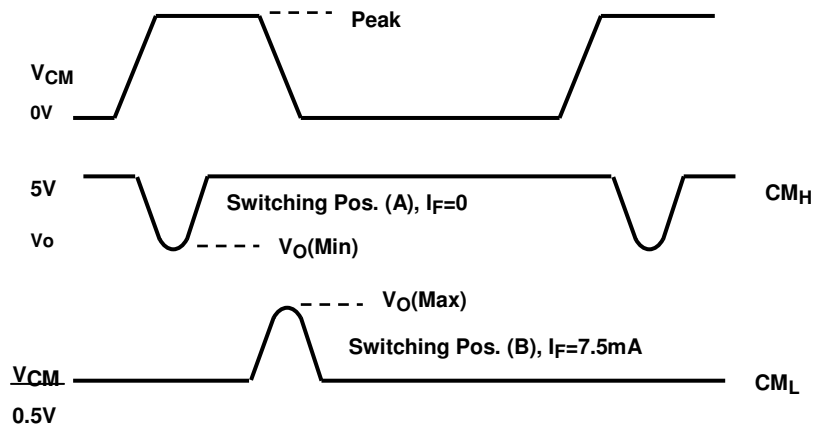 Peak
VCM
0V
5V
Switching Pos. (A), IF=0
CMH
Vo
VO(Min)
VO(Max)
Switching Pos. (B), IF=7.5mA
VCM
CML
0.5V